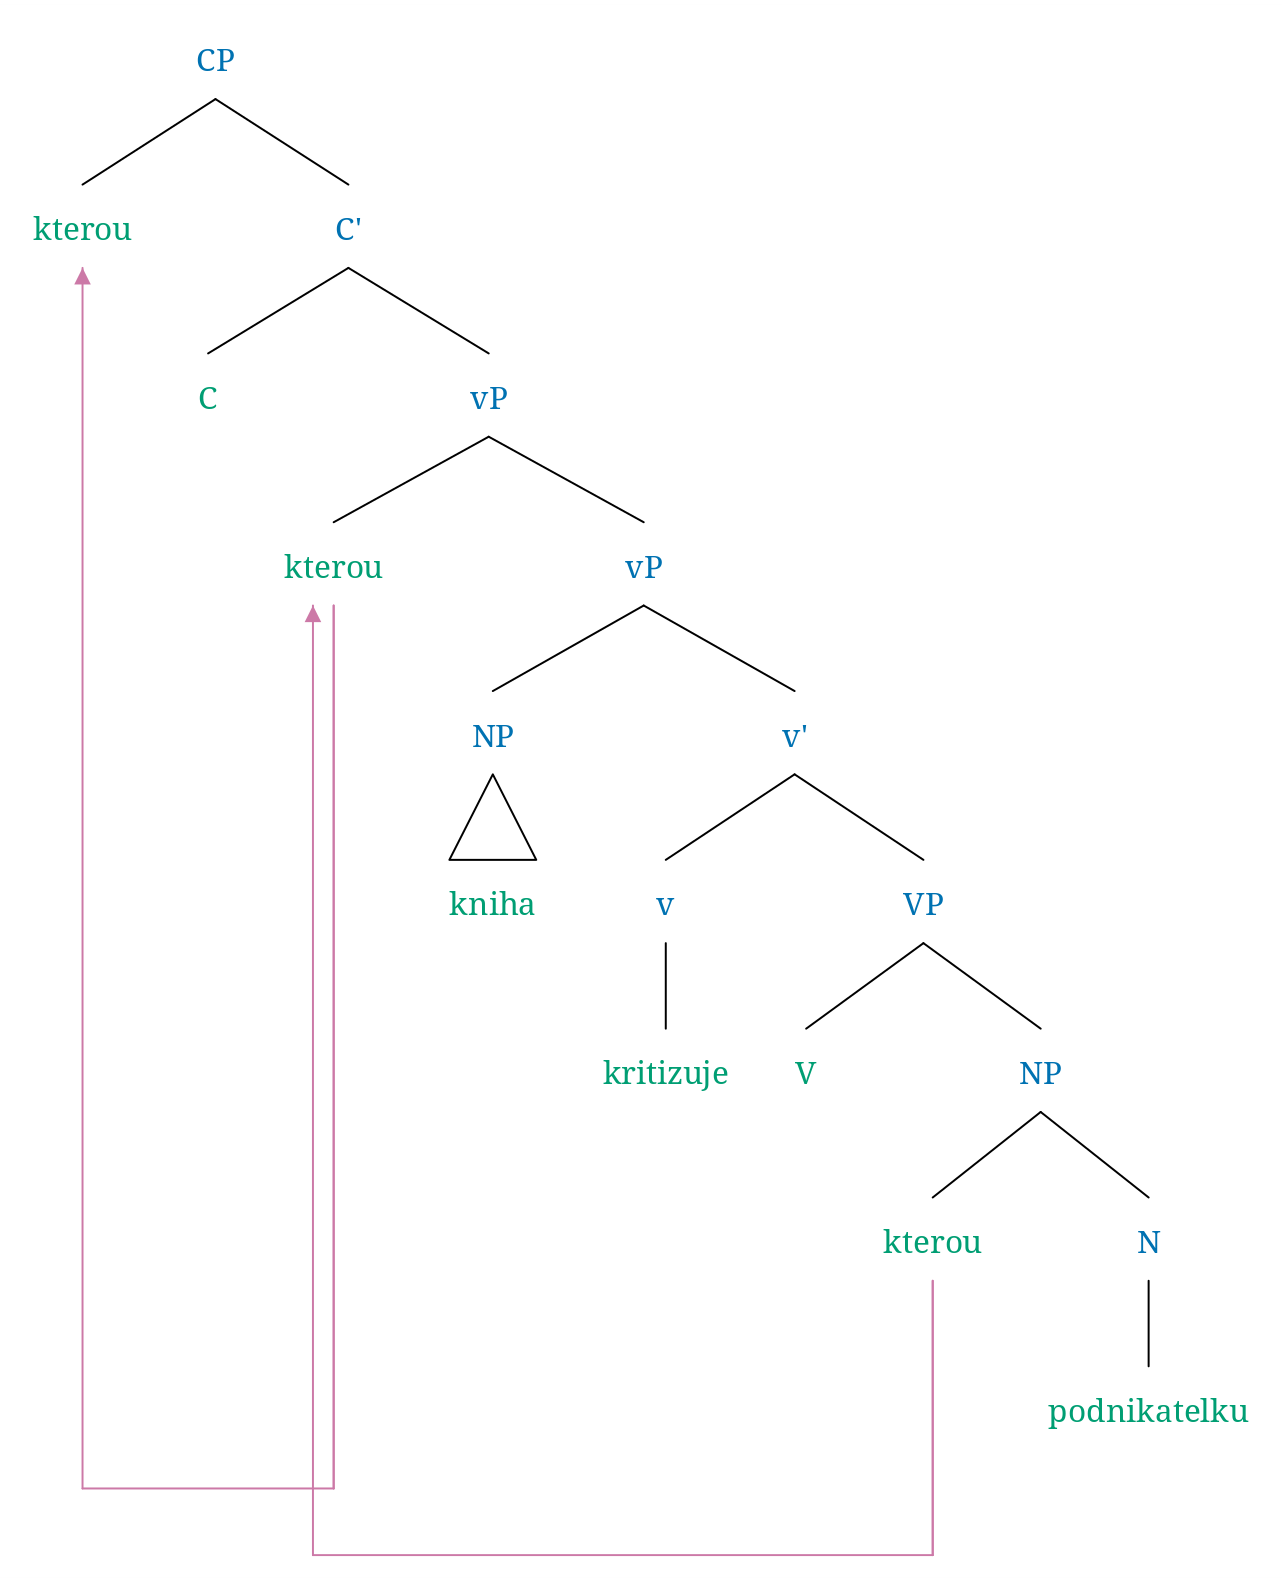 CP
kterou C'
C vP
kterou vP
NP v'
kniha v VP
kritizuje V NP
kterou N
podnikatelku